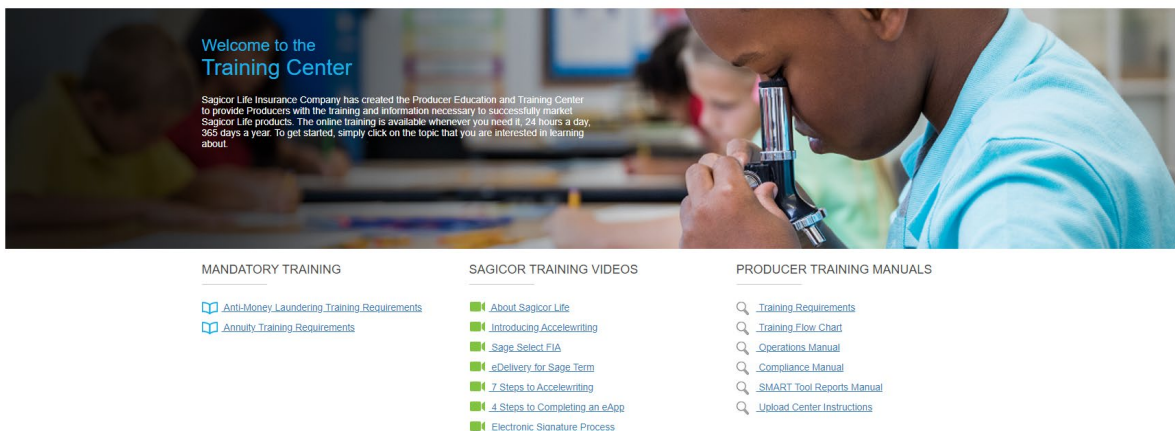 Welcome to the
Training Center
Sagicor Life Insurance Company has created the Producer Education and Training Center
to provide Producers with the training and information necessary to successfully market
Sagicor Life products. The online training is available whenever you need it, 24 hours a day,
365 days a year. To get started, simply click on the topic that you are interested in learning
about.
MANDATORY TRAINING
Anti-Money Laundering Training Requirements
Annuity Training Requirements
SAGICOR TRAINING VIDEOS
About Sagicor Life
Introducing Accelewriting
Sage Select FIA
eDelivery for Sage Term
7 Steps to Accelewriting
4 Steps to Completing an eApp
Electronic Signature Process
PRODUCER TRAINING MANUALS
Training Requirements
Training Flow Chart
Operations Manual
Compliance Manual
SMART Tool Reports Manual
Upload Center Instructions